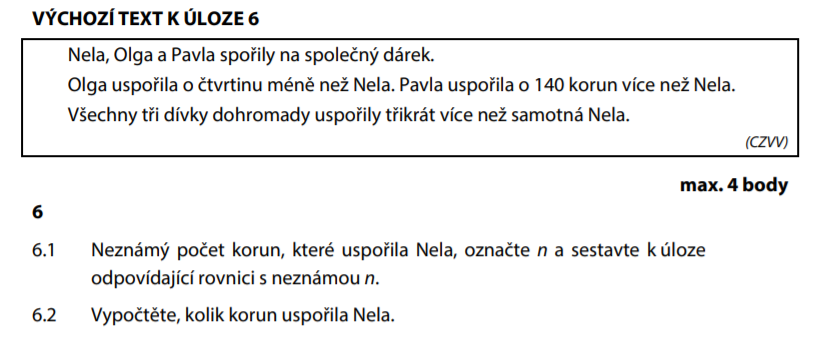 VÝCHOZÍ TEXT K ÚLOZE 6
Nela, Olga a Pavla spořily na společný dárek.
Olga uspořila o čtvrtinu méně než Nela. Pavla uspořila o 140 korun více než Nela.
Všechny tři dívky dohromady uspořily třikrát více než samotná Nela.
(CZVV)
max. 4 body
6
6.1 Neznámý počet korun, které uspořila Nela, označte n a sestavte k úloze
odpovídající rovnici s neznámou n.
6.2 Vypočtěte, kolik korun uspořila Nela.